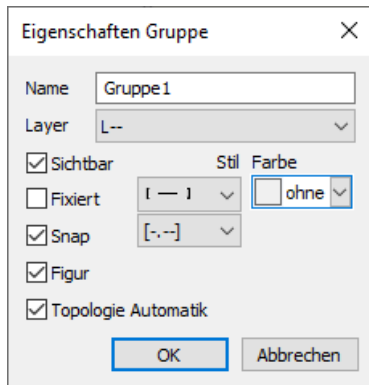 Eigenschaften Gruppe
Name Gruppe1
Layer L--
Sichtbar Stil Farbe
Fixiert [ — ] ohne
Snap [-.--]
Figur
Topologie Automatik
OK Abbrechen